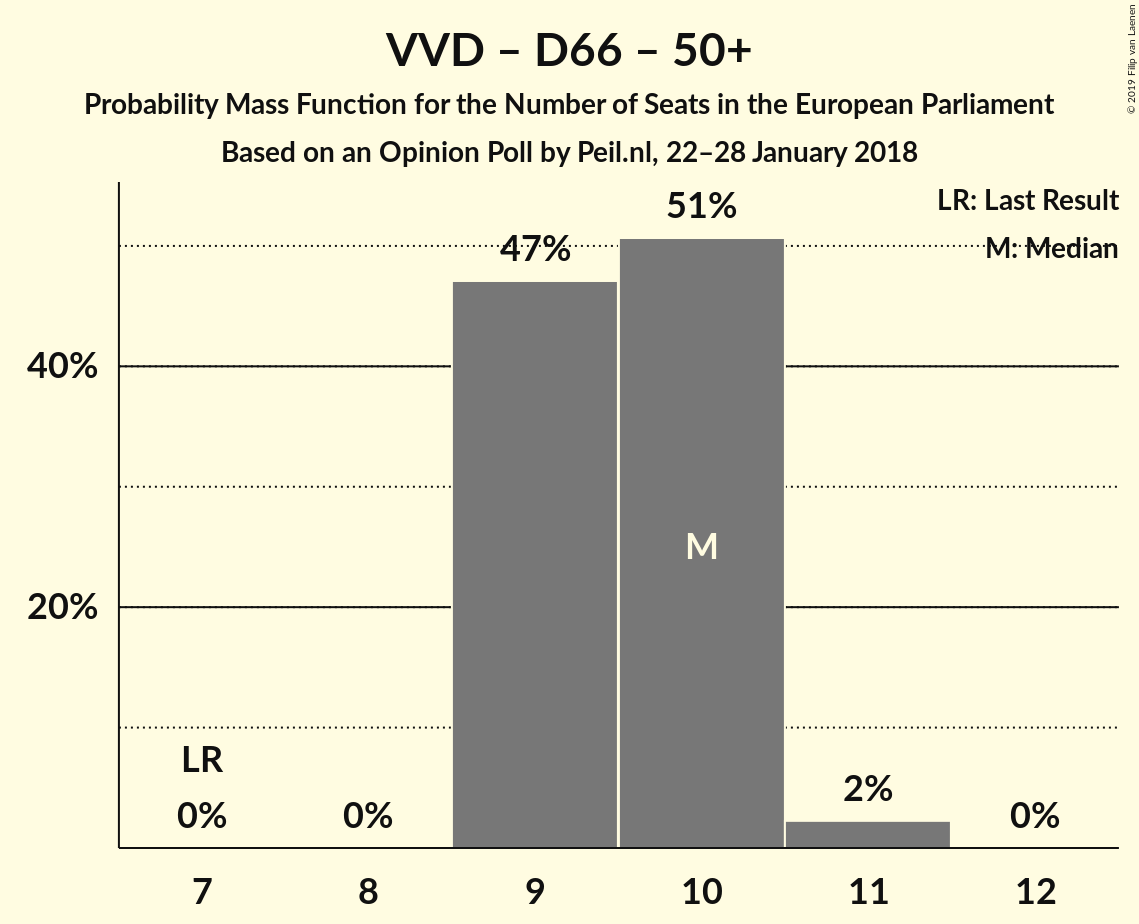 VVD – D66 – 50+
Probability Mass Function for the Number of Seats in the European Parliament
Based on an Opinion Poll by Peil.nl, 22–28 January 2018
© 2019 Filip van Laenen
LR: Last Result
M: Median
51%
47%
40%
M
20%
LR
0%
0%
2%
0%
7
8
9
10
11
12